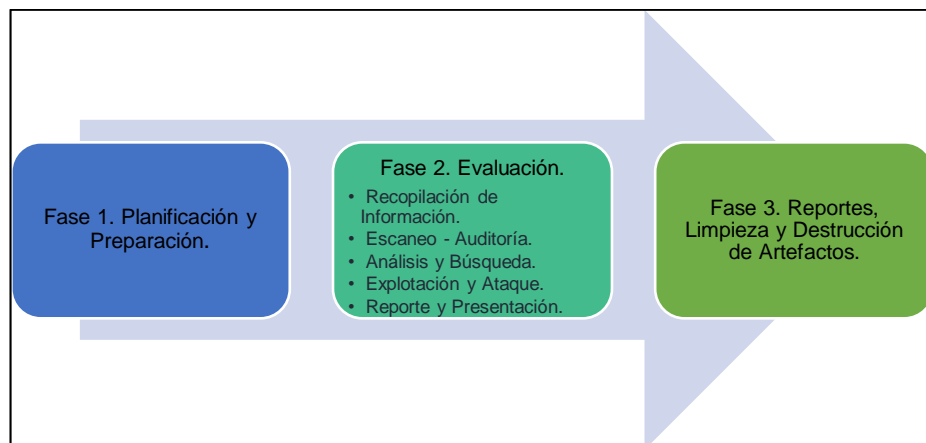 Fase 1. Planificación y
Preparación.
Fase 2. Evaluación.
• Recopilación de
Información.
• Escaneo - Auditoría.
• Análisis y Búsqueda.
• Explotación y Ataque.
• Reporte y Presentación.
Fase 3. Reportes,
Limpieza y Destrucción
de Artefactos.